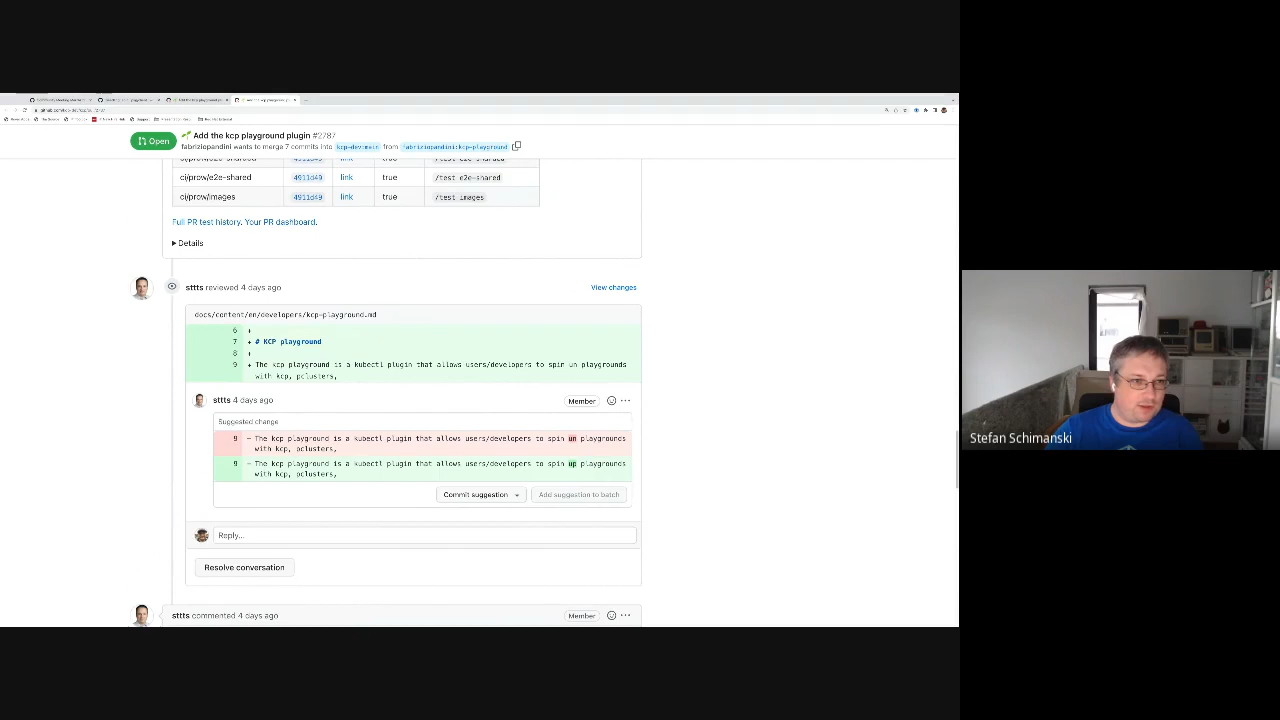 Open
Add the kcp playground plugin #2787
fabriziopandini wants to merge 7 commits into kcp-dev:main from fabriziopandini:kcp-playground
ci/prow/e2e-shared 4911d49 link true /test e2e-shared
ci/prow/images 4911d49 link true /test images
Full PR test history. Your PR dashboard.
Details
sttts reviewed 4 days ago
View changes
docs/content/en/developers/kcp-playground.md
6 +
7 + # KCP playground
8 +
9 + The kcp playground is a kubectl plugin that allows users/developers to spin un playgrounds
with kcp, pclusters,
sttts 4 days ago
Member
Suggested change
9 - The kcp playground is a kubectl plugin that allows users/developers to spin un playgrounds
with kcp, pclusters,
9 + The kcp playground is a kubectl plugin that allows users/developers to spin up playgrounds
with kcp, pclusters,
Commit suggestion
Add suggestion to batch
Reply...
Resolve conversation
sttts commented 4 days ago
Member
Stefan Schimanski